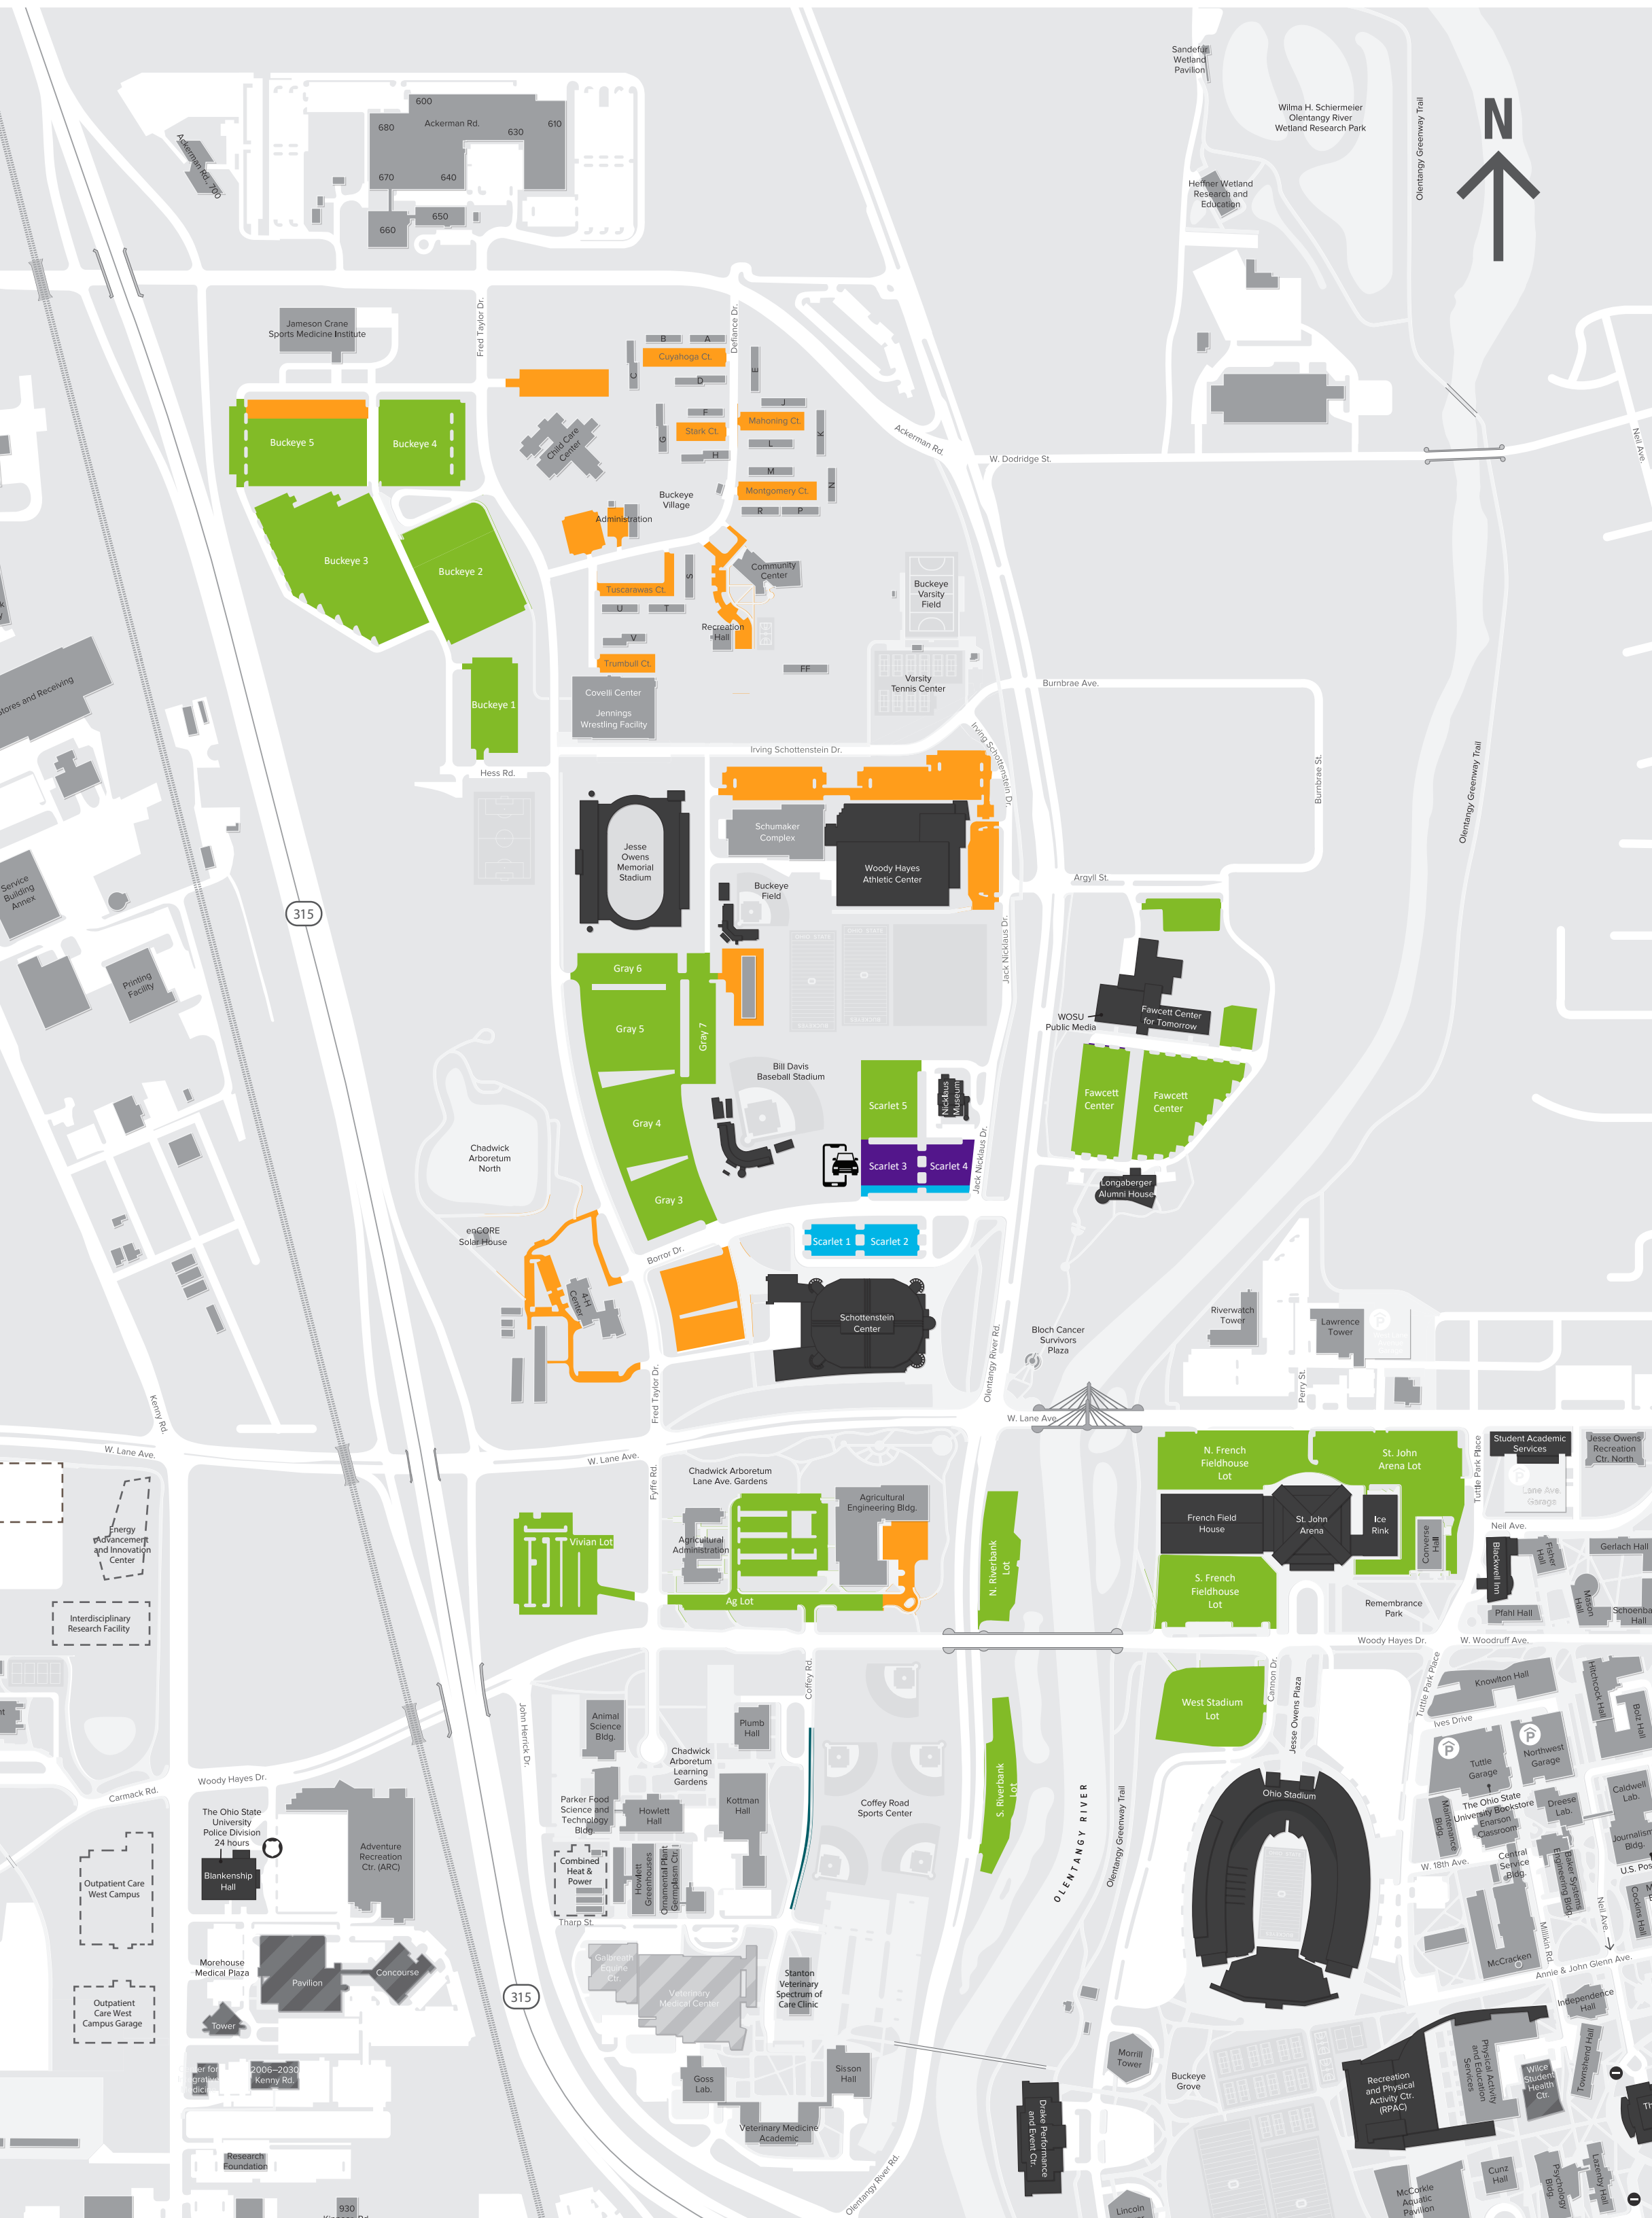 Sandefur
Wetland
Pavilion
Wilma H. Schiermeier
Olentangy River
Wetland Research Park
Olentangy Greenway Trail
N
600
Ackerman Rd.
680
630
610
670
640
650
660
Ackerman Rd., 700
Heffner Wetland
Research and
Education
Jameson Crane
Sports Medicine Institute
Fred Taylor Dr.
Defiance Dr.
B
A
Cuyahoga Ct.
C
D
E
J
F
Mahoning Ct.
Stark Ct.
G
K
L
H
M
Montgomery Ct.
N
R
P
Buckeye 5
Buckeye 4
Child Care
Center
Ackerman Rd.
W. Dodridge St.
Neil Ave.
Buckeye
Village
Administration
Buckeye 3
Buckeye 2
Community
Center
Tuscarawas Ct.
S
U
T
Buckeye
Varsity
Field
Recreation
Hall
V
Trumbull Ct.
FF
Varsity
Tennis Center
Burnbrae Ave.
Stores and Receiving
Buckeye 1
Covelli Center
Jennings
Wrestling Facility
Irving Schottenstein Dr.
Irving Schottenstein Dr.
Hess Rd.
Burnbrae St.
Olentangy Greenway Trail
Jesse
Owens
Memorial
Stadium
Schumaker
Complex
Woody Hayes
Athletic Center
Argyll St.
Service
Building
Annex
315
Buckeye
Field
Jack Nicklaus Dr.
Printing
Facility
Gray 6
Gray 5
Gray 7
WOSU
Public Media
Fawcett Center
for Tomorrow
Bill Davis
Baseball Stadium
Scarlet 5
Nicklaus
Museum
Fawcett
Center
Fawcett
Center
Gray 4
Chadwick
Arboretum
North
Scarlet 3
Scarlet 4
Jack Nicklaus Dr.
Gray 3
Longaberger
Alumni House
enCORE
Solar House
Borror Dr.
Scarlet 1
Scarlet 2
4-H
Center
Schottenstein
Center
Riverwatch
Tower
Lawrence
Tower
Bloch Cancer
Survivors
Plaza
Olentangy River Rd.
Perry St.
Kenny Rd.
Fred Taylor Dr.
W. Lane Ave.
W. Lane Ave.
W. Lane Ave.
Fyffe Rd.
Chadwick Arboretum
Lane Ave. Gardens
N. French
Fieldhouse
Lot
St. John
Arena Lot
Tuttle Park Place
Student Academic
Services
Jesse Owens
Recreation
Ctr. North
Lane Ave.
Garage
Agricultural
Engineering Bldg.
Energy
Advancement
and Innovation
Center
Vivian Lot
Agricultural
Administration
French Field
House
St. John
Arena
Ice
Rink
Converse
Hall
Neil Ave.
Blackwell Inn
Fisher
Hall
Gerlach Hall
N. Riverbank
Lot
S. French
Fieldhouse
Lot
Mason
Hall
Ag Lot
Remembrance
Park
Pfahl Hall
Schoenba
Hall
Interdisciplinary
Research Facility
Woody Hayes Dr.
W. Woodruff Ave.
John Herrick Dr.
Coffey Rd.
Cannon Dr.
Jesse Owens Plaza
Tuttle Park Place
Knowlton Hall
Hitchcock Hall
Bolz Hall
Ives Drive
West Stadium
Lot
Animal
Science
Bldg.
Plumb
Hall
Chadwick
Arboretum
Learning
Gardens
Tuttle
Garage
Northwest
Garage
Carmack Rd.
Woody Hayes Dr.
S. Riverbank
Lot
OLENTANGY RIVER
Olentangy Greenway Trail
Ohio Stadium
The Ohio State
University Bookstore
Enarson
Classroom
Dreese
Lab.
Caldwell
Lab.
Maintenance
Bldg.
Journalism
Bldg.
The Ohio State
University
Police Division
24 hours
Blankenship
Hall
Adventure
Recreation
Ctr. (ARC)
Parker Food
Science and
Technology
Bldg.
Howlett
Hall
Kottman
Hall
Coffey Road
Sports Center
W. 18th Ave.
Central
Service
Bldg.
Baker Systems
Engineering Bldg.
U.S. Pos
Cockins Hall
Neil Ave.
Outpatient Care
West Campus
Combined
Heat &
Power
Howlett
Greenhouses
Ornamental Plant
Germplasm Ctr.
Tharp St.
Millikin Rd.
McCracken
Annie & John Glenn Ave.
Morehouse
Medical Plaza
Pavilion
Concourse
Galbreath
Equine
Ctr.
Veterinary
Medical Center
Stanton
Veterinary
Spectrum of
Care Clinic
315
Independence
Hall
Outpatient
Care West
Campus Garage
Tower
Physical Activity
and Education
Services
Townshend Hall
2006–2030
Kenny Rd.
Goss
Lab.
Sisson
Hall
Morrill
Tower
Buckeye
Grove
Recreation
and Physical
Activity Ctr.
(RPAC)
Wilce
Student
Health
Ctr.
Drake Performance
and Event Ctr.
Veterinary Medicine
Academic
Research
Foundation
Olentangy River Rd.
Cunz
Hall
Psychology
Bldg.
Lazenby Hall
McCorkle
Aquatic
Pavilion
930
Lincoln